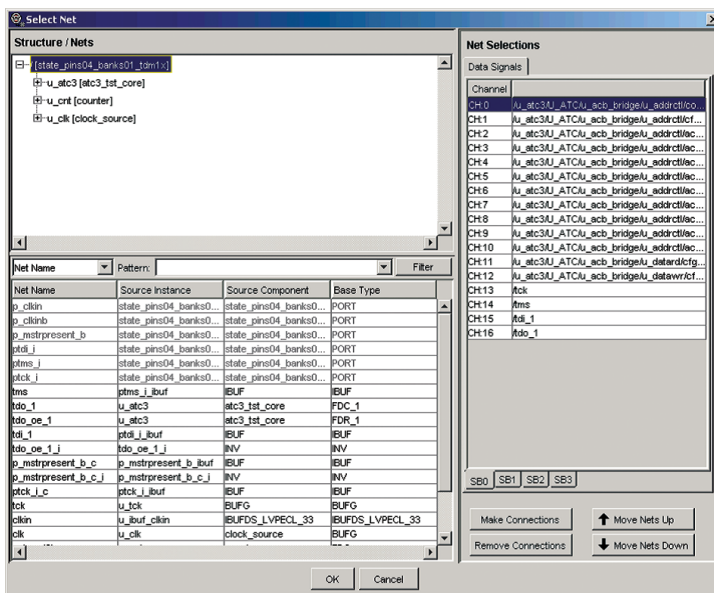 Select Net
Structure / Nets
/ [state_pins04_banks01_tdm1x]
u_atc3 [atc3_tst_core]
u_cnt [counter]
u_clk [clock_source]
Net Name Pattern: Filter
Net Name Source Instance Source Component Base Type
p_clkin state_pins04_banks0... state_pins04_banks0... PORT
p_clkinb state_pins04_banks0... state_pins04_banks0... PORT
p_mstrpresent_b state_pins04_banks0... state_pins04_banks0... PORT
ptdi_i state_pins04_banks0... state_pins04_banks0... PORT
ptms_i state_pins04_banks0... state_pins04_banks0... PORT
ptck_i state_pins04_banks0... state_pins04_banks0... PORT
tms ptms_i_ibuf IBUF IBUF
tdo_1 u_atc3 atc3_tst_core FDC_1
tdo_oe_1 u_atc3 atc3_tst_core FDR_1
tdi_1 ptdi_i_ibuf IBUF IBUF
tdo_oe_1_i tdo_oe_1_i INV INV
p_mstrpresent_b_c p_mstrpresent_b_ibuf IBUF IBUF
p_mstrpresent_b_c_i p_mstrpresent_b_c_i INV INV
ptck_i_c ptck_i_ibuf IBUF IBUF
tck u_tck BUFG BUFG
clkin u_ibuf_clkin IBUFDS_LVPECL_33 IBUFDS_LVPECL_33
clk u_clk clock_source BUFG
Net Selections
Data Signals
Channel
CH:0 /u_atc3/U_ATC/u_acb_bridge/u_addrctl/co...
CH:1 /u_atc3/U_ATC/u_acb_bridge/u_addrctl/cf...
CH:2 /u_atc3/U_ATC/u_acb_bridge/u_addrctl/ac...
CH:3 /u_atc3/U_ATC/u_acb_bridge/u_addrctl/ac...
CH:4 /u_atc3/U_ATC/u_acb_bridge/u_addrctl/ac...
CH:5 /u_atc3/U_ATC/u_acb_bridge/u_addrctl/ac...
CH:6 /u_atc3/U_ATC/u_acb_bridge/u_addrctl/ac...
CH:7 /u_atc3/U_ATC/u_acb_bridge/u_addrctl/ac...
CH:8 /u_atc3/U_ATC/u_acb_bridge/u_addrctl/ac...
CH:9 /u_atc3/U_ATC/u_acb_bridge/u_addrctl/ac...
CH:10 /u_atc3/U_ATC/u_acb_bridge/u_addrctl/ac...
CH:11 /u_atc3/U_ATC/u_acb_bridge/u_datard/cfg...
CH:12 /u_atc3/U_ATC/u_acb_bridge/u_datawr/cf...
CH:13 /tck
CH:14 /tms
CH:15 /tdi_1
CH:16 /tdo_1
SB0 SB1 SB2 SB3
Make Connections Move Nets Up
Remove Connections Move Nets Down
OK Cancel